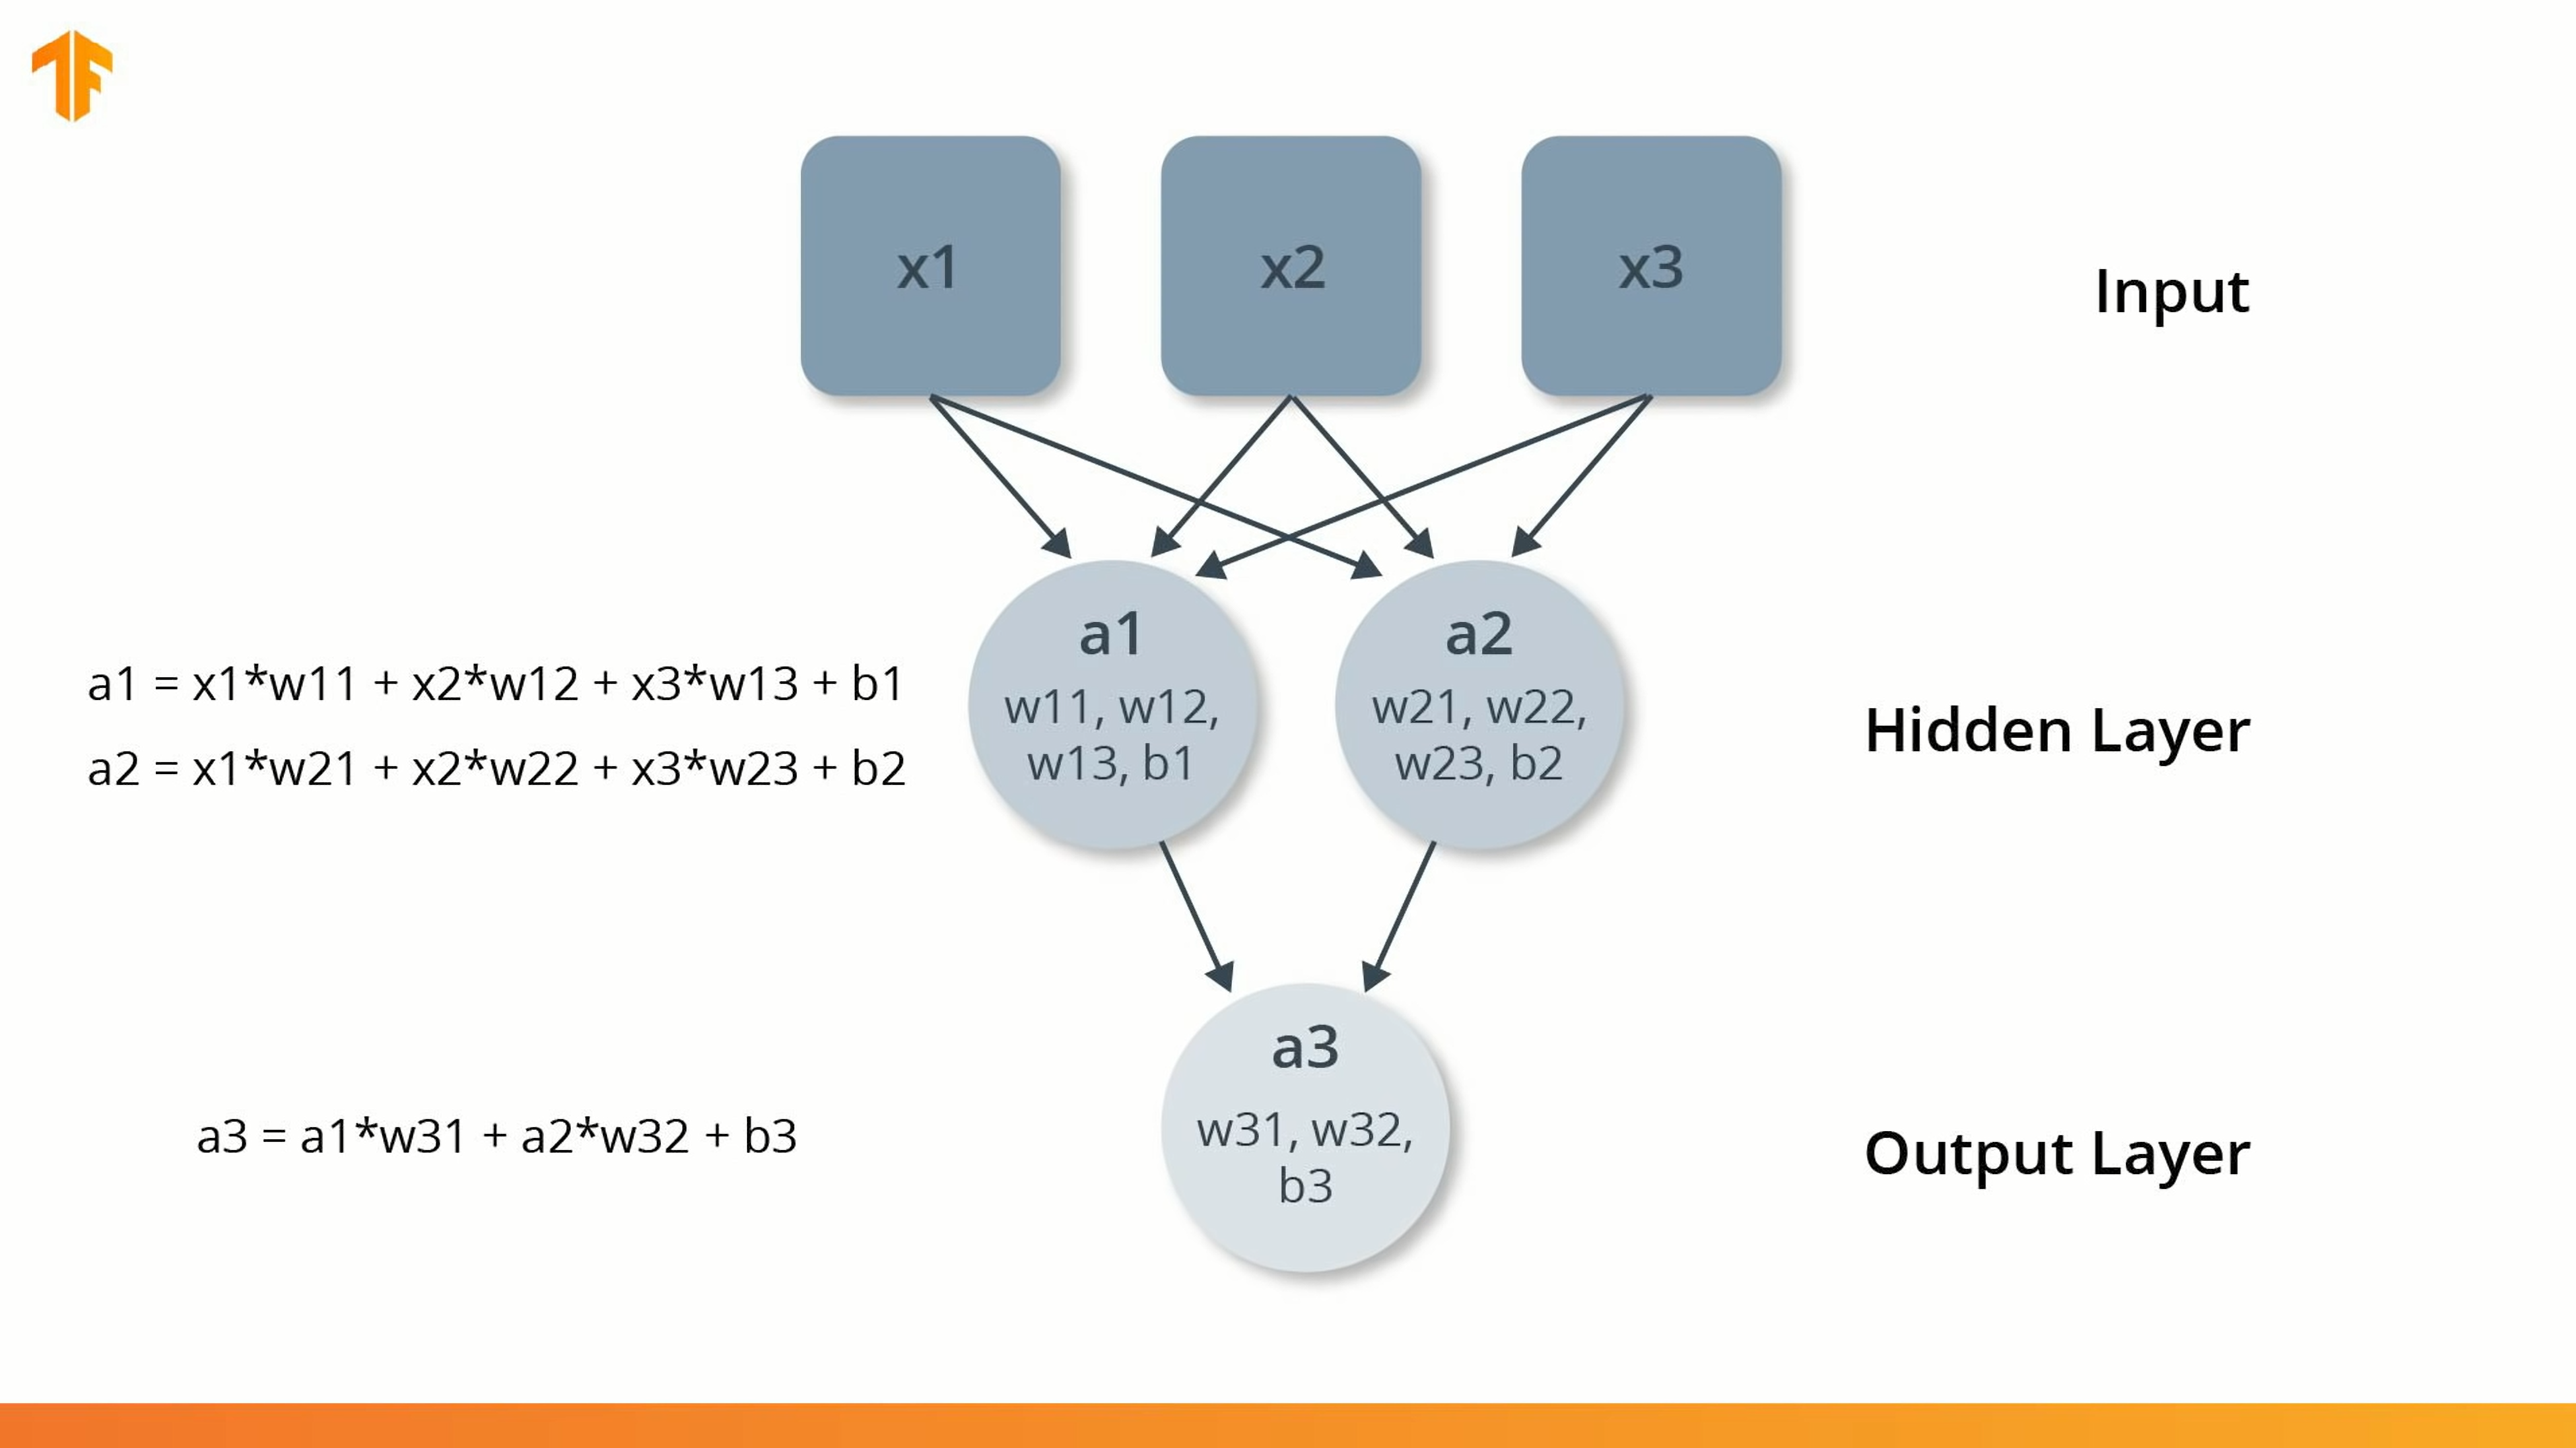 x1
x2
x3
Input
a1
w11, w12,
w13, b1
a2
w21, w22,
w23, b2
a1 = x1*w11 + x2*w12 + x3*w13 + b1
a2 = x1*w21 + x2*w22 + x3*w23 + b2
Hidden Layer
a3
w31, w32,
b3
a3 = a1*w31 + a2*w32 + b3
Output Layer